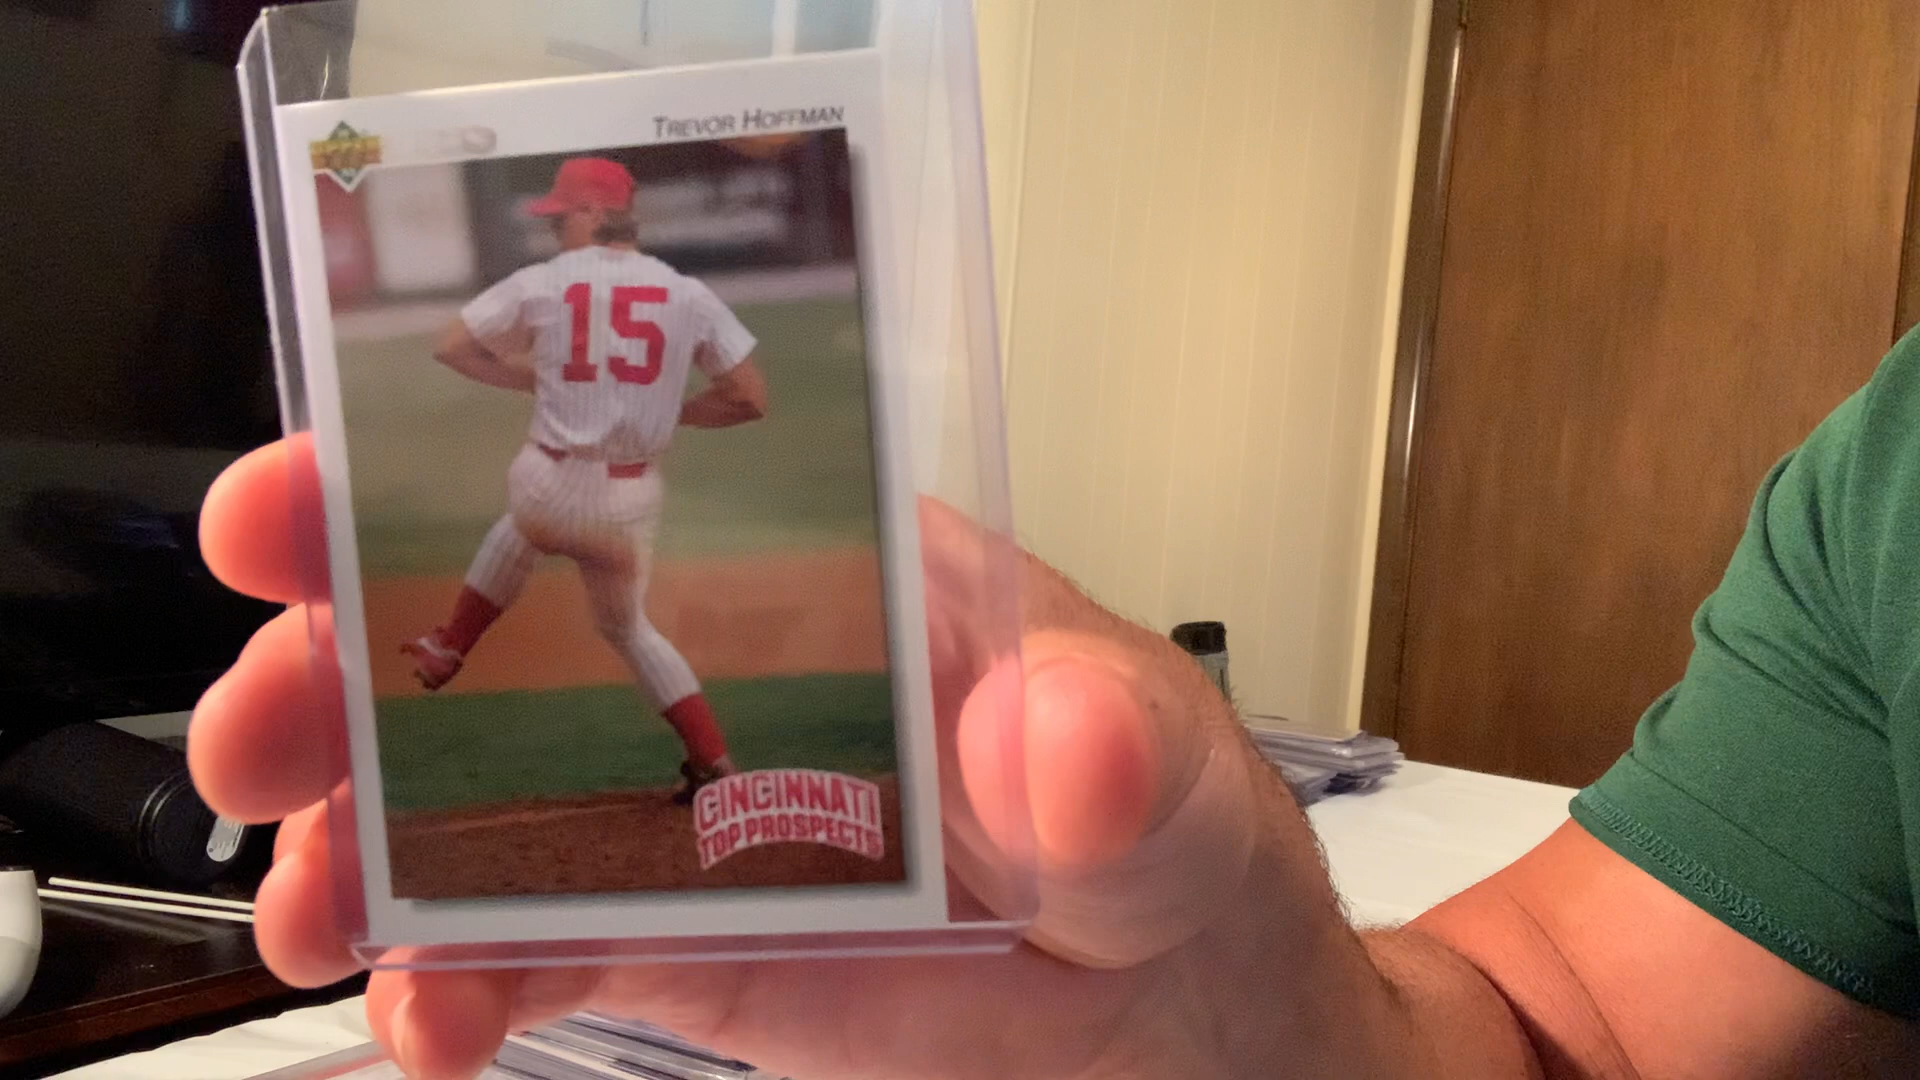 TREVOR HOFFMAN
15
CINCINNATI
TOP PROSPECTS